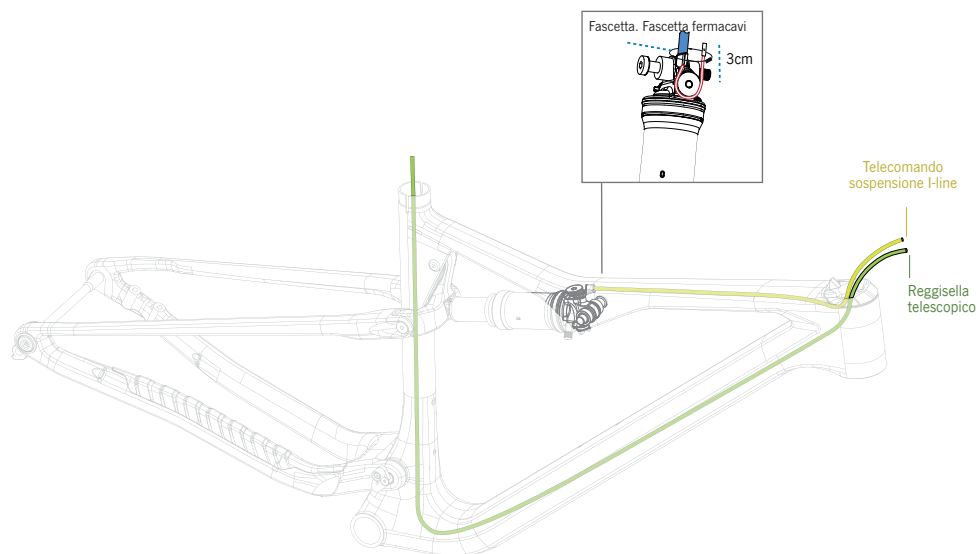 Fascetta. Fascetta fermacavi
3cm
Telecomando
sospensione I-line
Reggisella
telescopico